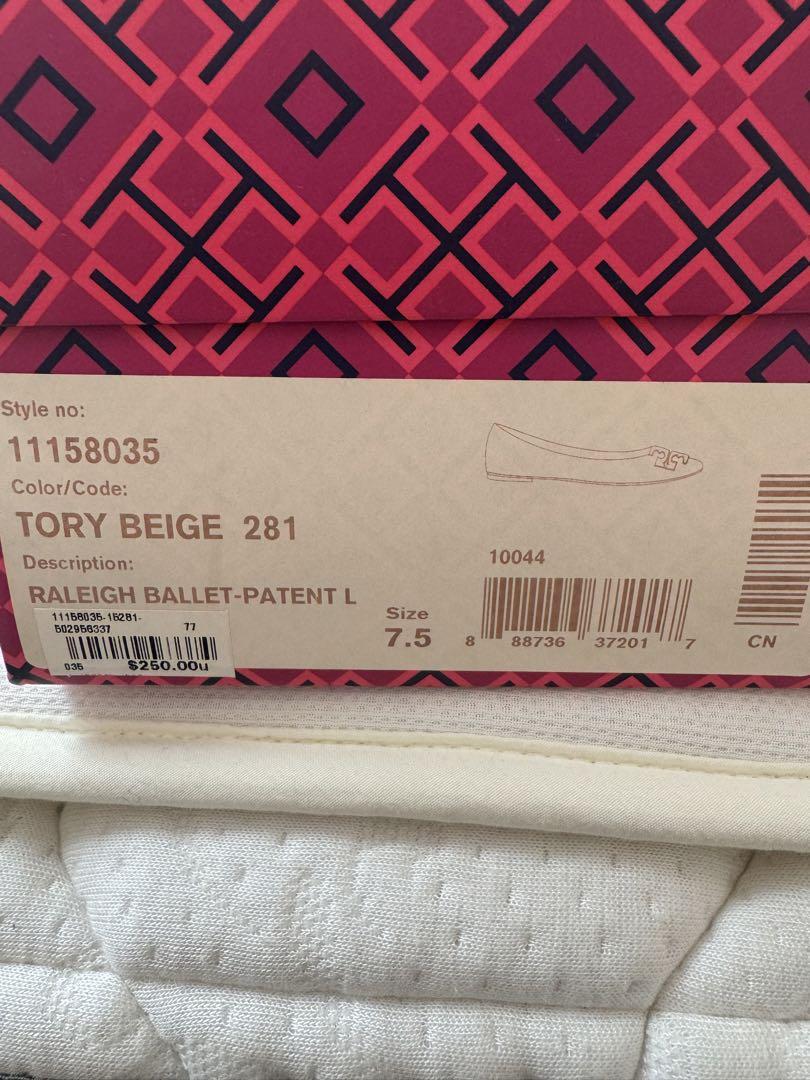 Style no:
11158035
Color/Code:
TORY BEIGE 281
Description:
RALEIGH BALLET-PATENT L
11158035-15281-
502956337 77
035 $250.00u
10044
Size
7.5
8 88736 37201 7
CN